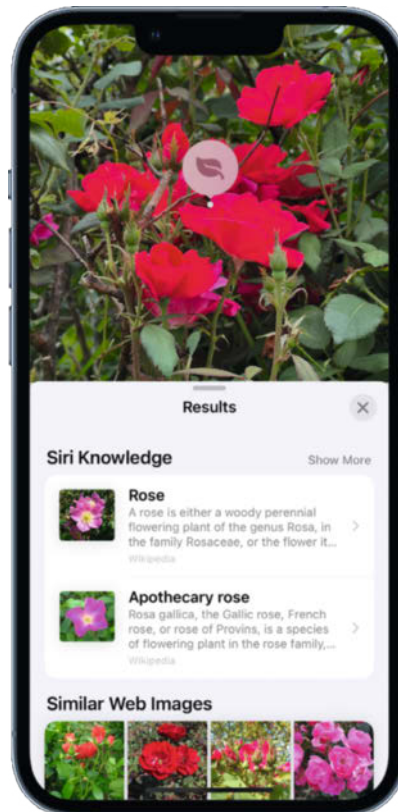 Results
Siri Knowledge
Show More
Rose
A rose is either a woody perennial
flowering plant of the genus Rosa, in
the family Rosaceae, or the flower it...
Wikipedia
Apothecary rose
Rosa gallica, the Gallic rose, French
rose, or rose of Provins, is a species
of flowering plant in the rose family,...
Wikipedia
Similar Web Images